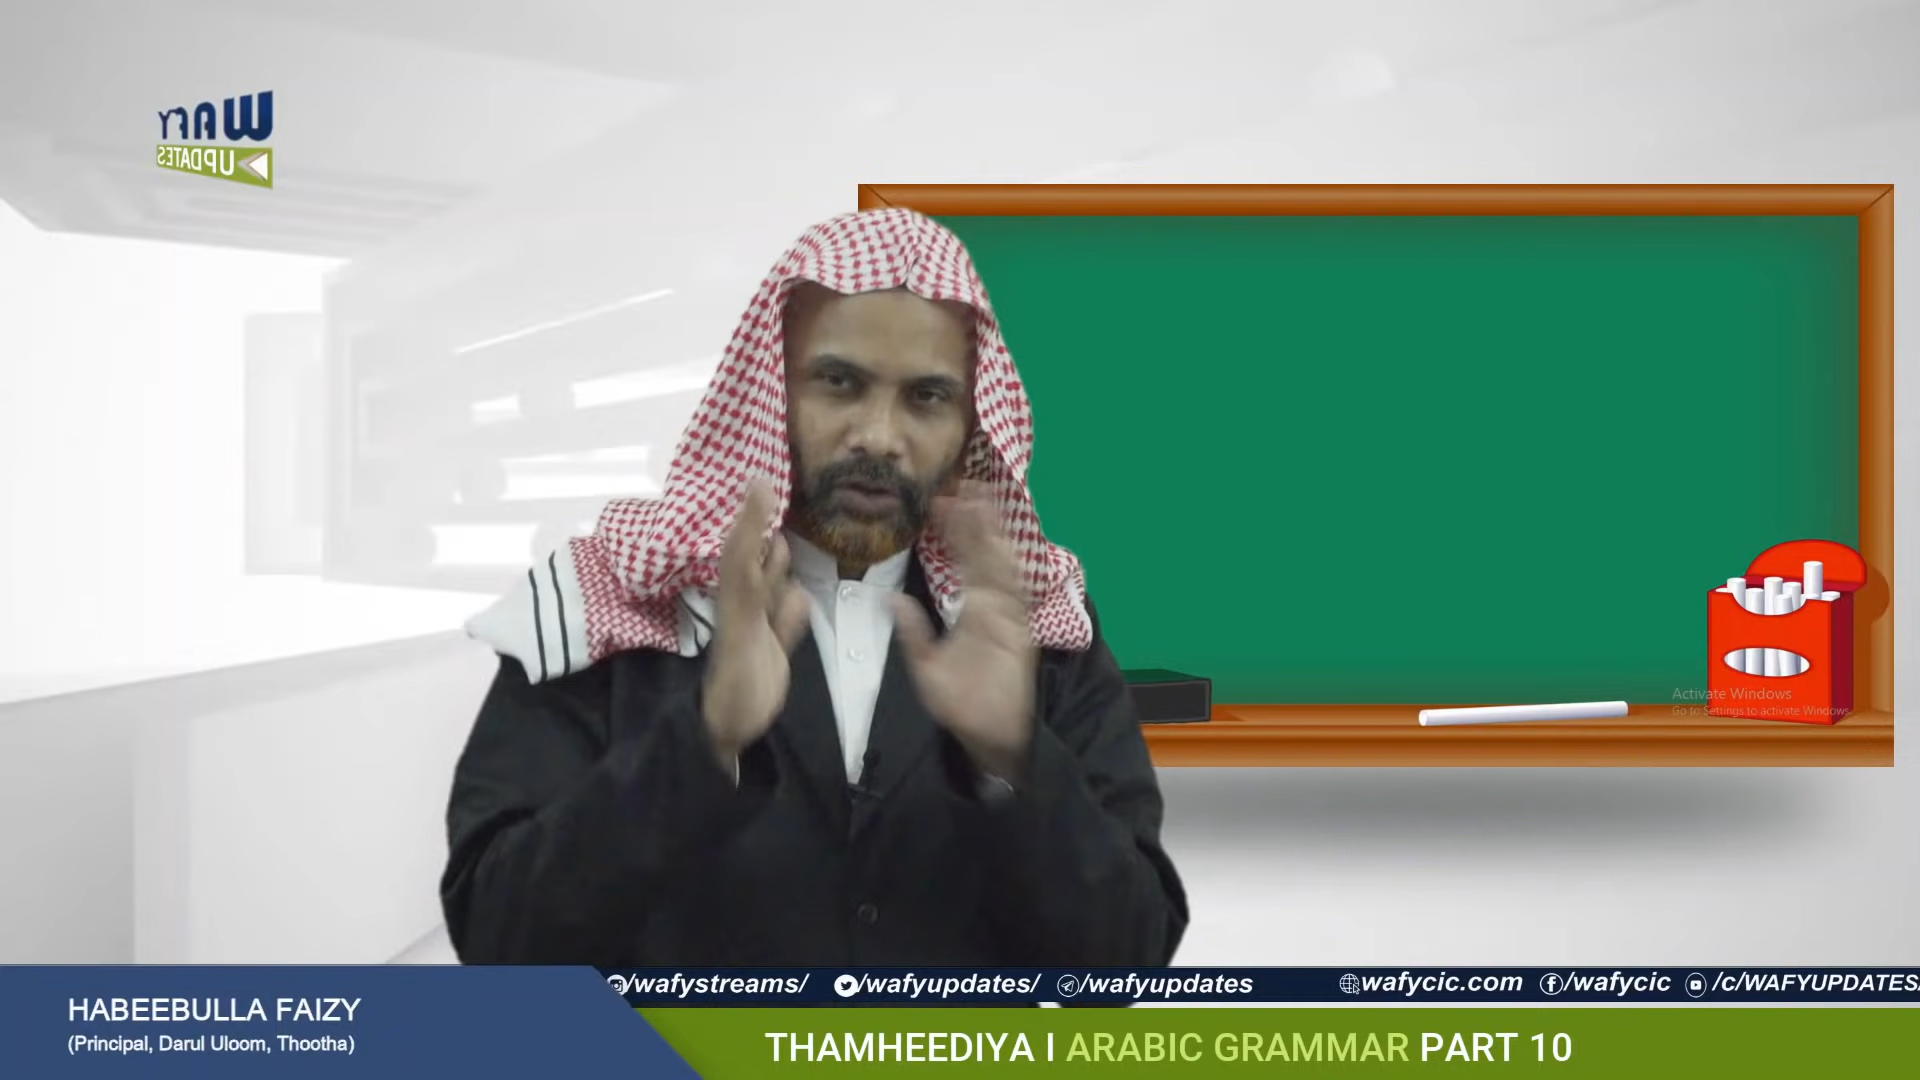 WAFY
UPDATES
Activate Windows
Go to Settings to activate Windows.
/wafystreams/ /wafyupdates/ /wafyupdates wafycic.com /wafycic /c/WAFYUPDATES/
HABEEBULLA FAIZY
(Principal, Darul Uloom, Thootha)
THAMHEEDIYA I ARABIC GRAMMAR PART 10